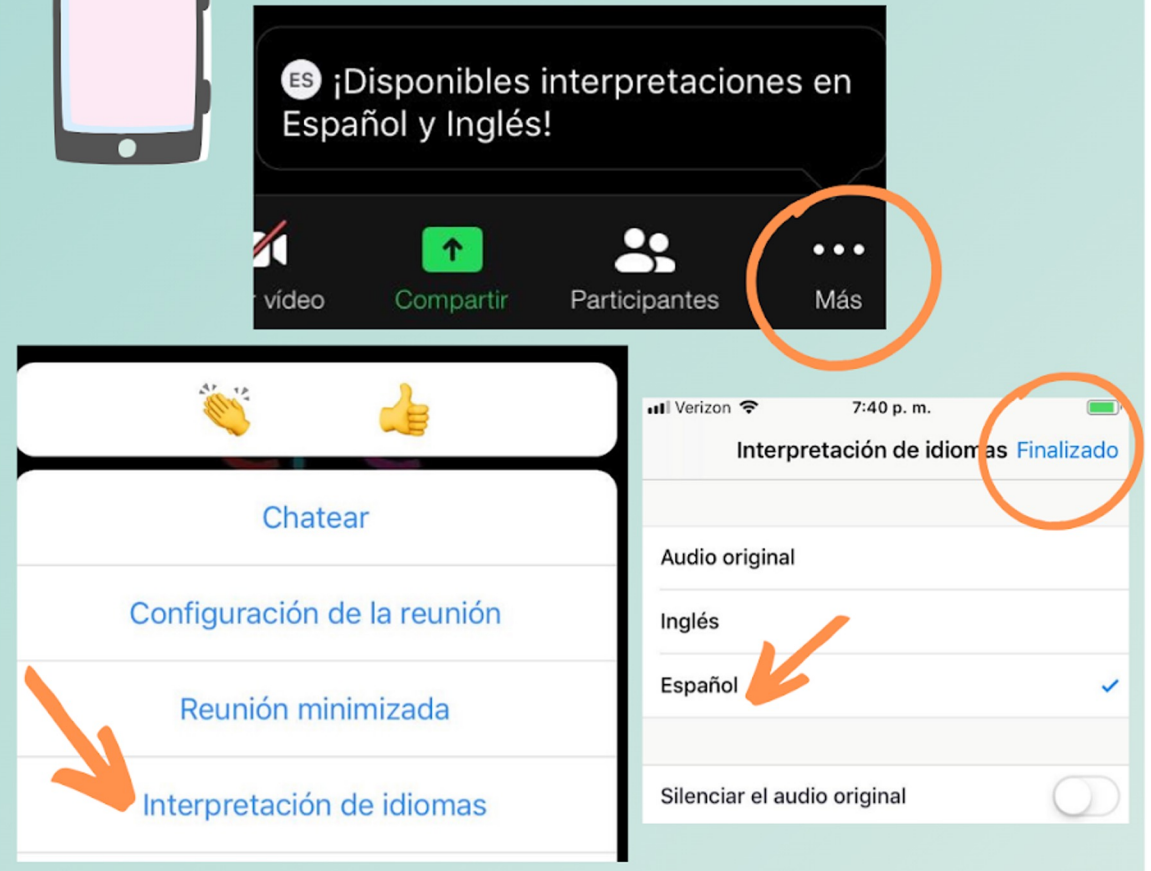 ES ¡Disponibles interpretaciones en
Español y Inglés!
vídeo
Compartir
Participantes
Más
Chatear
Configuración de la reunión
Reunión minimizada
Interpretación de idiomas
Verizon 7:40 p. m.
Interpretación de idiomas Finalizado
Audio original
Inglés
Español
Silenciar el audio original